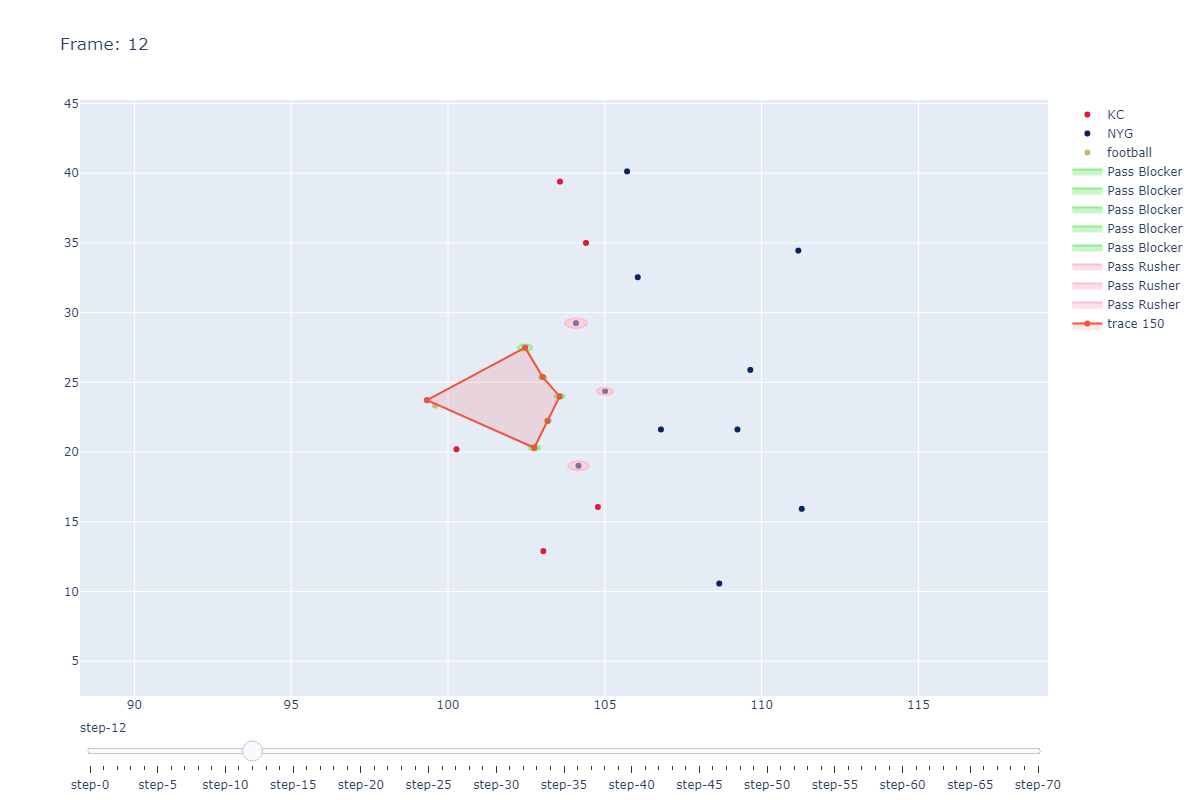 Frame: 12
KC
NYG
football
Pass Blocker
Pass Blocker
Pass Blocker
Pass Blocker
Pass Blocker
Pass Rusher
Pass Rusher
Pass Rusher
trace 150
45
40
35
30
25
20
15
10
5
90 95 100 105 110 115
step-12
step-0 step-5 step-10 step-15 step-20 step-25 step-30 step-35 step-40 step-45 step-50 step-55 step-60 step-65 step-70